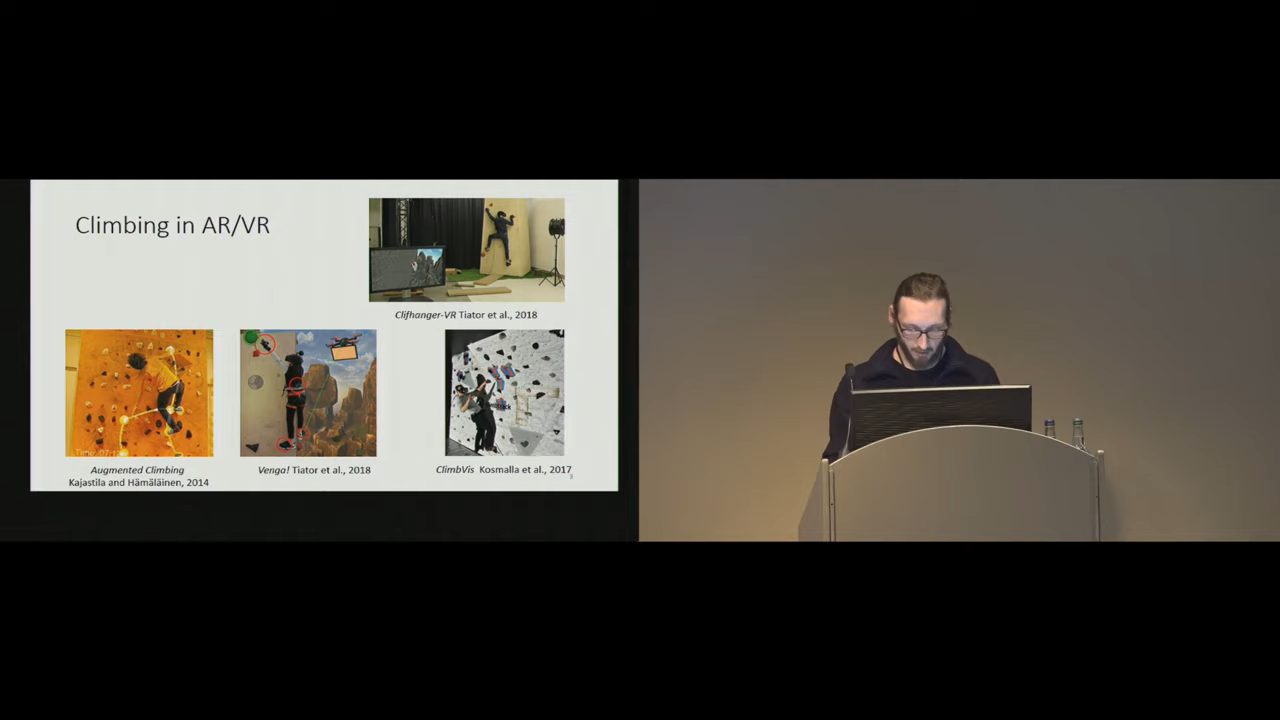 Climbing in AR/VR
Clifhanger-VR Tiator et al., 2018
Augmented Climbing
Kajastila and Hämäläinen, 2014
Venga! Tiator et al., 2018
ClimbVis Kosmalla et al., 2017
3